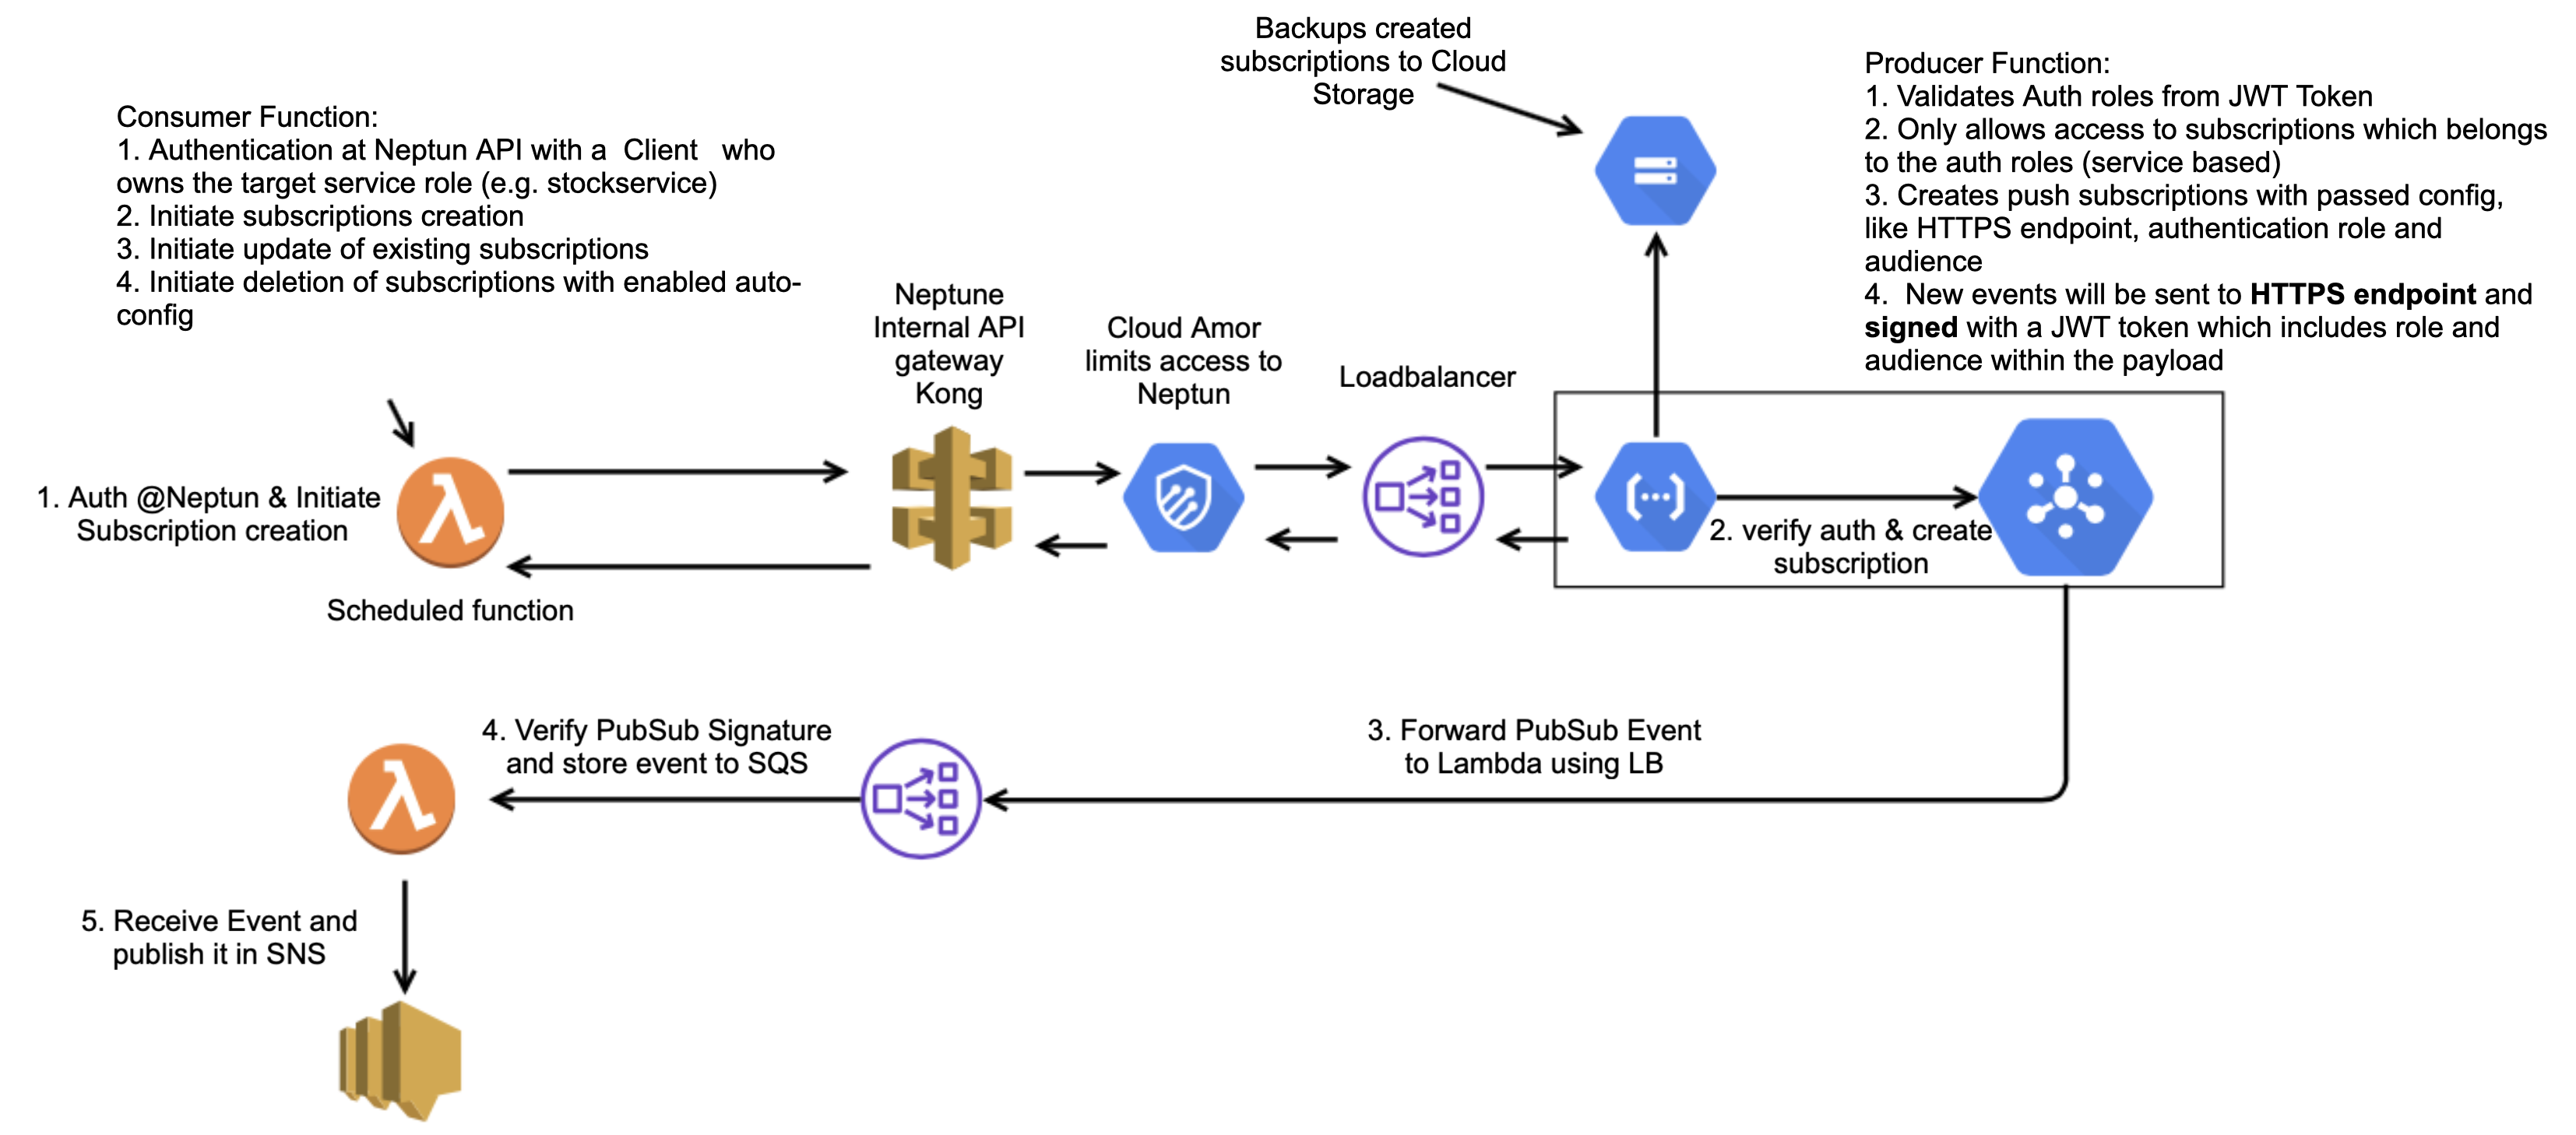 Backups created
subscriptions to Cloud
Storage
Producer Function:
1. Validates Auth roles from JWT Token
2. Only allows access to subscriptions which belongs
to the auth roles (service based)
3. Creates push subscriptions with passed config,
like HTTPS endpoint, authentication role and
audience
4. New events will be sent to HTTPS endpoint and
signed with a JWT token which includes role and
audience within the payload
Consumer Function:
1. Authentication at Neptun API with a Client who
owns the target service role (e.g. stockservice)
2. Initiate subscriptions creation
3. Initiate update of existing subscriptions
4. Initiate deletion of subscriptions with enabled auto-
config
Neptune
Internal API
gateway
Kong
Cloud Amor
limits access to
Neptun
Loadbalancer
1. Auth @Neptun & Initiate
Subscription creation
Scheduled function
2. verify auth & create
subscription
3. Forward PubSub Event
to Lambda using LB
4. Verify PubSub Signature
and store event to SQS
5. Receive Event and
publish it in SNS